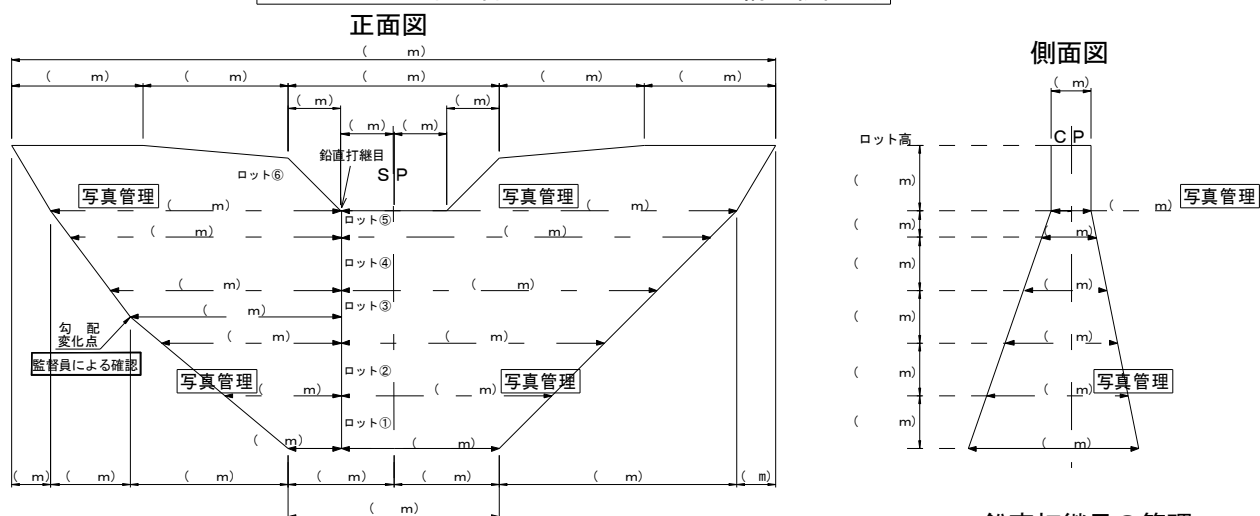 正面図
( m)
( m) ( m) ( m) ( m) ( m)
( m) ( m)
( m) ( m)
鉛直打継目
ロット⑥
SP
写真管理 ( m)
写真管理 ( m)
ロット⑤
( m) ( m)
ロット④
( m) ( m)
ロット③
( m)
勾配
変化点
監督員による確認
( m) ( m)
ロット②
写真管理 ( m)
( m) 写真管理
ロット①
( m) ( m)
( m) ( m) ( m) ( m) ( m) ( m) ( m)
( m)
側面図
( m)
ロット高
CP
( m)
( m) 写真管理
( m) ( m)
( m) ( m)
( m) ( m)
( m) ( m) 写真管理
( m) ( m)